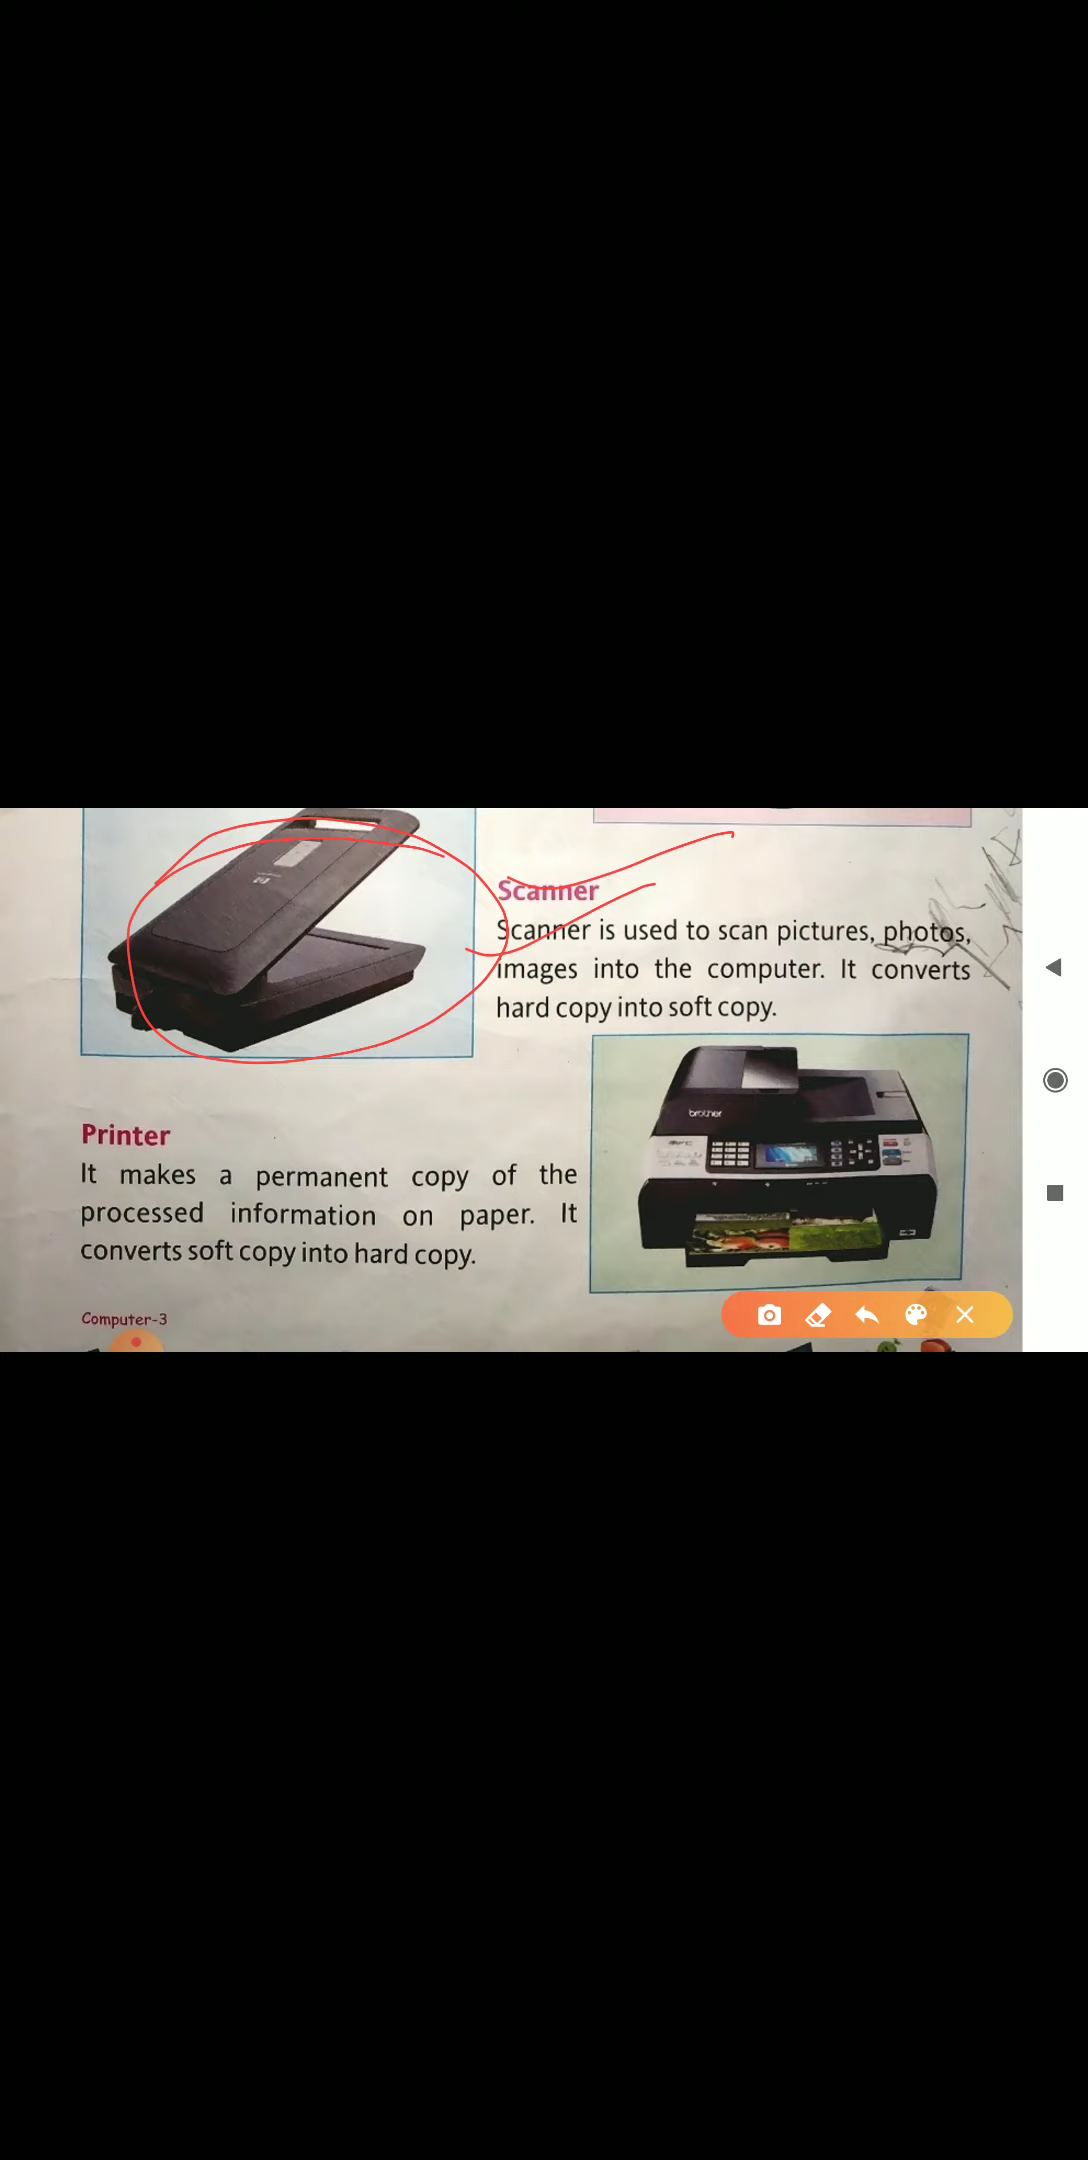 Scanner
Scanner is used to scan pictures, photos,
images into the computer. It converts
hard copy into soft copy.
brother
Printer
It makes a permanent copy of the
processed information on paper. It
converts soft copy into hard copy.
Computer-3